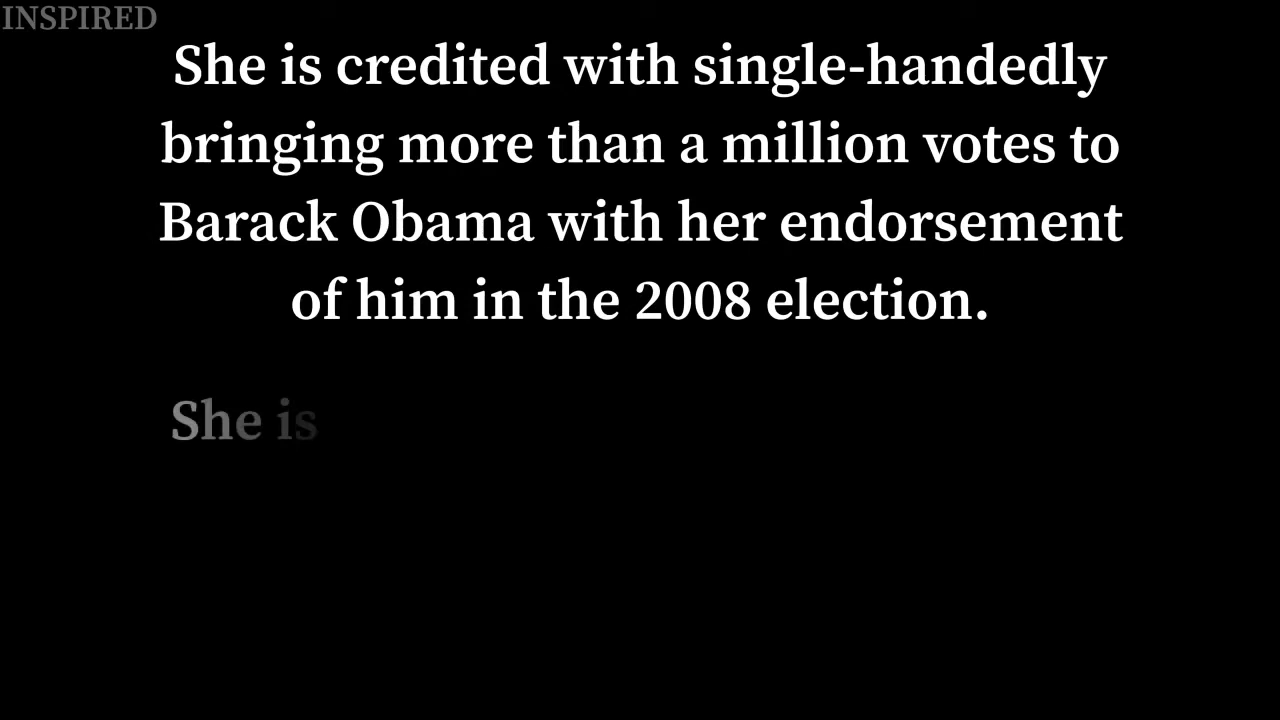 INSPIRED
She is credited with single-handedly
bringing more than a million votes to
Barack Obama with her endorsement
of him in the 2008 election.
She is